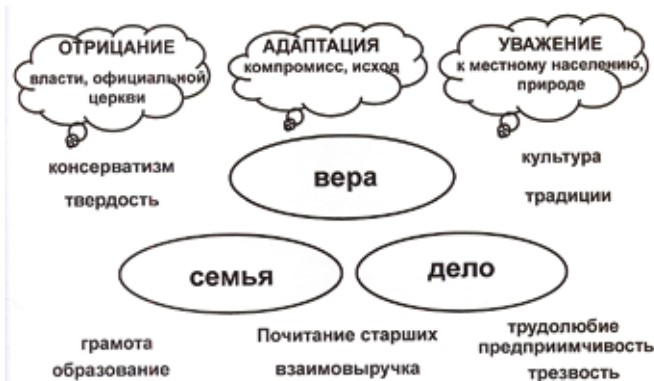 ОТРИЦАНИЕ
власти, официальной
церкви
АДАПТАЦИЯ
компромисс, исход
УВАЖЕНИЕ
к местному населению,
природе
консерватизм
твердость
вера
культура
традиции
семья
дело
грамота
образование
Почитание старших
взаимовыручка
трудолюбие
предприимчивость
трезвость